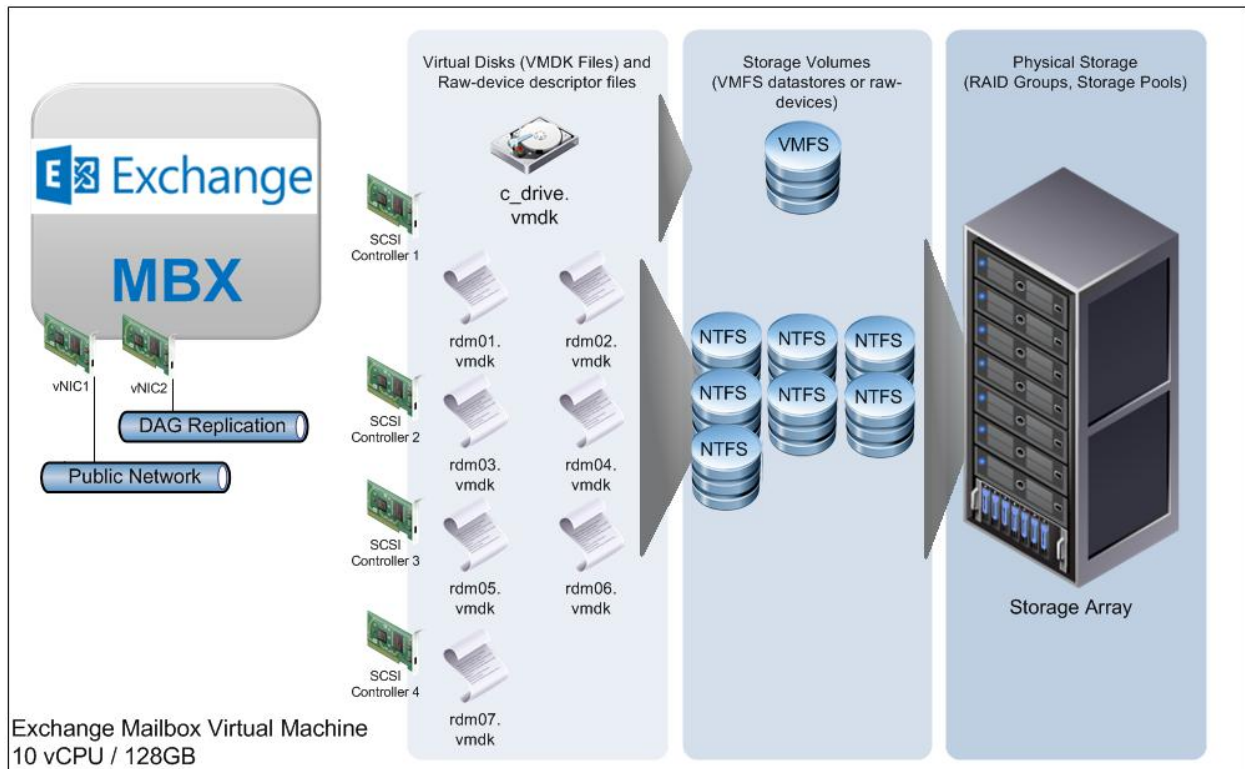 Exchange
MBX
vNIC1
vNIC2
DAG Replication
Public Network
Exchange Mailbox Virtual Machine
10 vCPU / 128GB
SCSI
Controller 1
SCSI
Controller 2
SCSI
Controller 3
SCSI
Controller 4
Virtual Disks (VMDK Files) and
Raw-device descriptor files
c_drive.
vmdk
rdm01.
vmdk
rdm02.
vmdk
rdm03.
vmdk
rdm04.
vmdk
rdm05.
vmdk
rdm06.
vmdk
rdm07.
vmdk
Storage Volumes
(VMFS datastores or raw-
devices)
VMFS
NTFS
NTFS
NTFS
NTFS
NTFS
NTFS
NTFS
Physical Storage
(RAID Groups, Storage Pools)
Storage Array